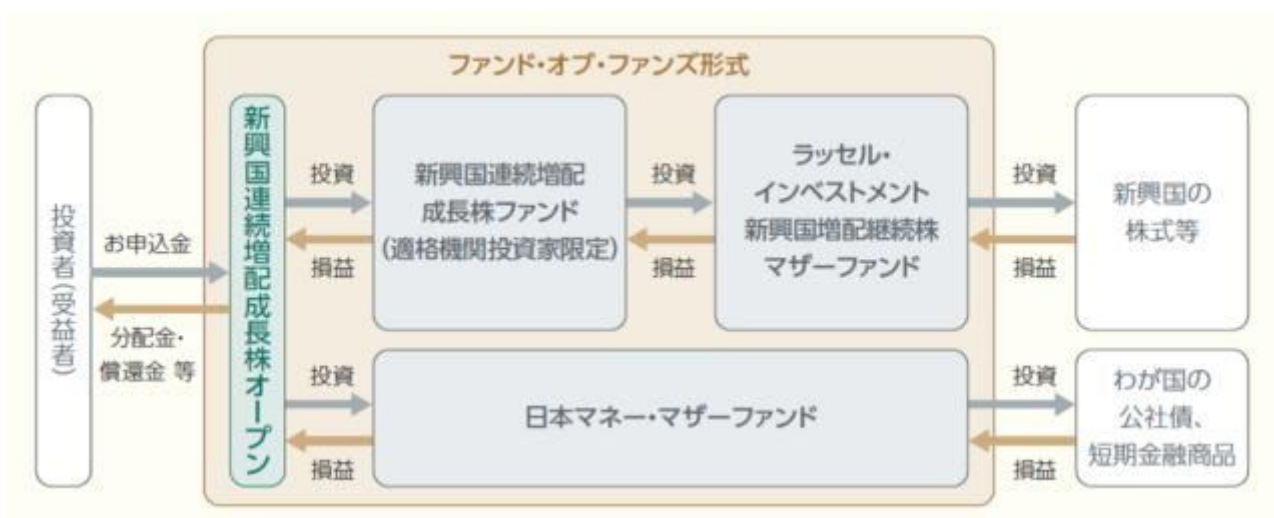 ファンド・オブ・ファンズ形式
投資者(受益者)
お申込金
分配金・
償還金 等
新興国連続増配成長株オープン
投資
損益
新興国連続増配
成長株ファンド
(適格機関投資家限定)
投資
損益
ラッセル・
インベストメント
新興国増配継続株
マザーファンド
投資
損益
新興国の
株式等
投資
損益
日本マネー・マザーファンド
投資
損益
わが国の
公社債、
短期金融商品